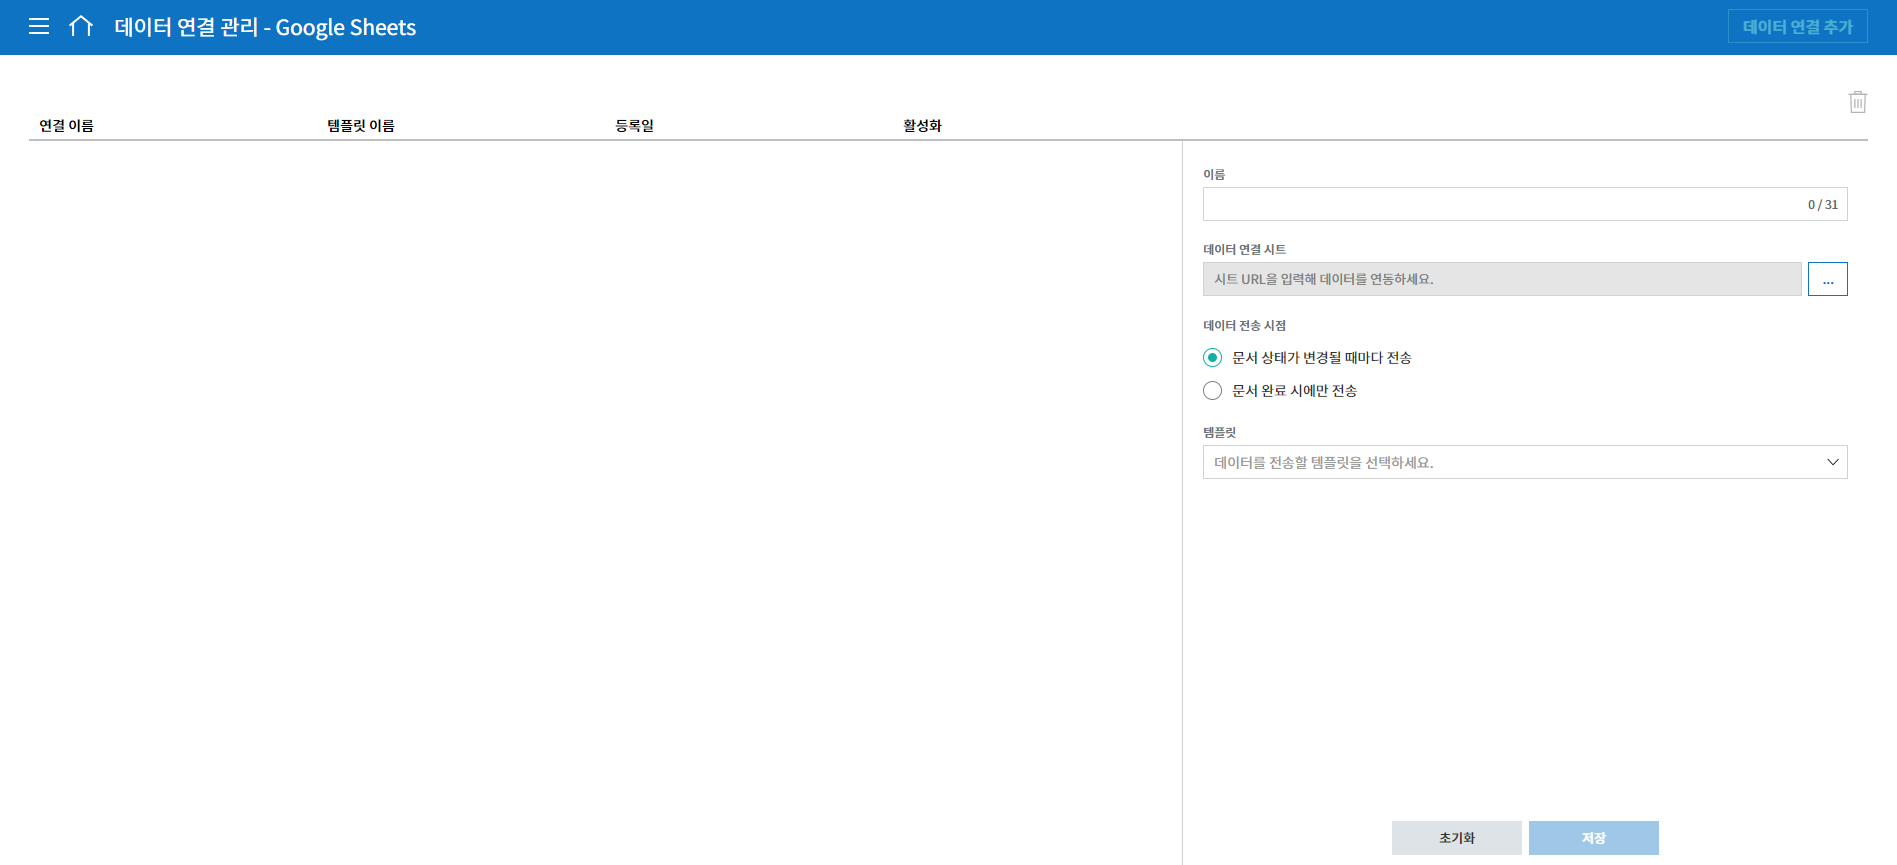 데이터 연결 관리 - Google Sheets
데이터 연결 추가
연결 이름 템플릿 이름 등록일 활성화
이름
0 / 31
데이터 연결 시트
시트 URL을 입력해 데이터를 연동하세요.
...
데이터 전송 시점
문서 상태가 변경될 때마다 전송
문서 완료 시에만 전송
템플릿
데이터를 전송할 템플릿을 선택하세요.
초기화 저장